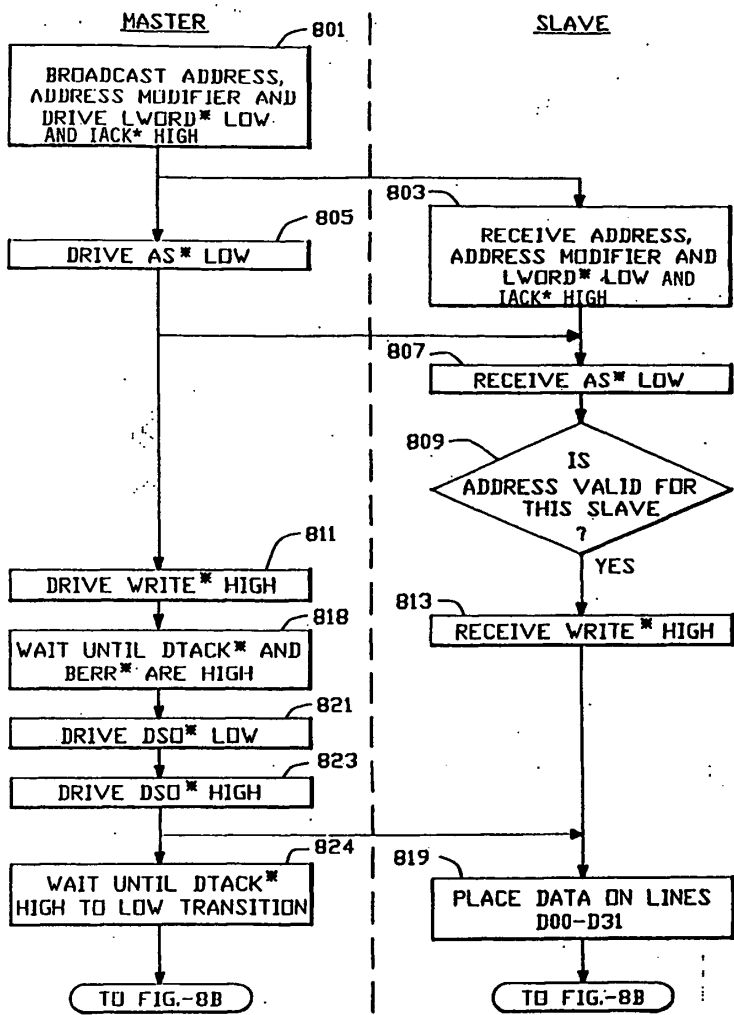 MASTER
801
BROADCAST ADDRESS,
ADDRESS MODIFIER AND
DRIVE LWORD* LOW
AND IACK* HIGH
805
DRIVE AS* LOW
811
DRIVE WRITE* HIGH
818
WAIT UNTIL DTACK* AND
BERR* ARE HIGH
821
DRIVE DSO* LOW
823
DRIVE DSO* HIGH
824
WAIT UNTIL DTACK*
HIGH TO LOW TRANSITION
TO FIG.-8B
SLAVE
803
RECEIVE ADDRESS,
ADDRESS MODIFIER AND
LWORD* LOW AND
IACK* HIGH
807
RECEIVE AS* LOW
809
IS
ADDRESS VALID FOR
THIS SLAVE
?
YES
813
RECEIVE WRITE* HIGH
819
PLACE DATA ON LINES
D00-D31
TO FIG.-8B